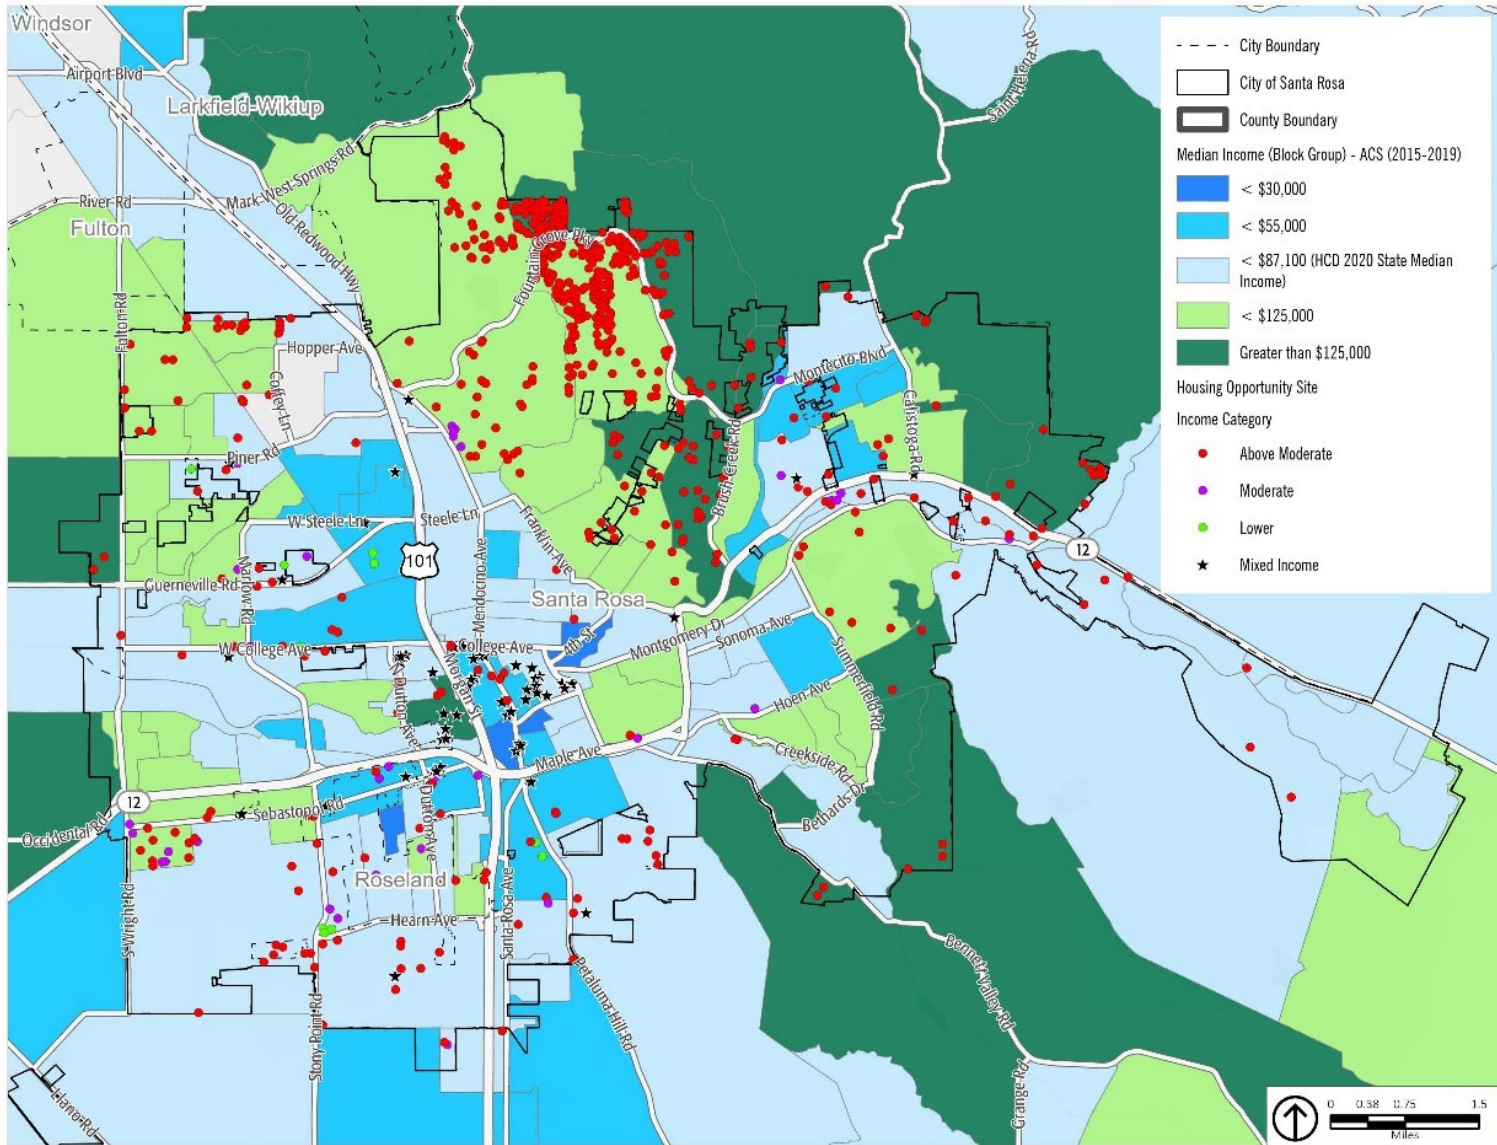 Windsor
Airport Blvd
Larkfield-Wikiup
Saint Helena Rd
Mark West Springs Rd
River Rd
Fulton
Old Redwood Hwy
Fountain Grove Pky
Fulton Rd
Hopper Ave
Coffey Ln
Montecito Blvd
Calistoga Rd
Piner Rd
Brush Creek Rd
W Steele Ln
Steele Ln
Franklin Ave
101
12
Guerneville Rd
Marlow Rd
Mendocino Ave
Santa Rosa
W College Ave
College Ave
4th St
Montgomery Dr
Sonoma Ave
Summerfield Rd
N Dutton Ave
Morgan St
Hoen Ave
Maple Ave
Creekside Rd
Bethards Dr
12
Occidental Rd
Sebastopol Rd
Dutton Ave
Roseland
S Wright Rd
Hearn Ave
Santa Rosa Ave
Stony Point Rd
Petaluma Hill Rd
Bennett Valley Rd
Grange Rd
Llano Rd
City Boundary
City of Santa Rosa
County Boundary
Median Income (Block Group) - ACS (2015-2019)
< $30,000
< $55,000
< $87,100 (HCD 2020 State Median
Income)
< $125,000
Greater than $125,000
Housing Opportunity Site
Income Category
Above Moderate
Moderate
Lower
Mixed Income
0 0.38 0.75 1.5
Miles